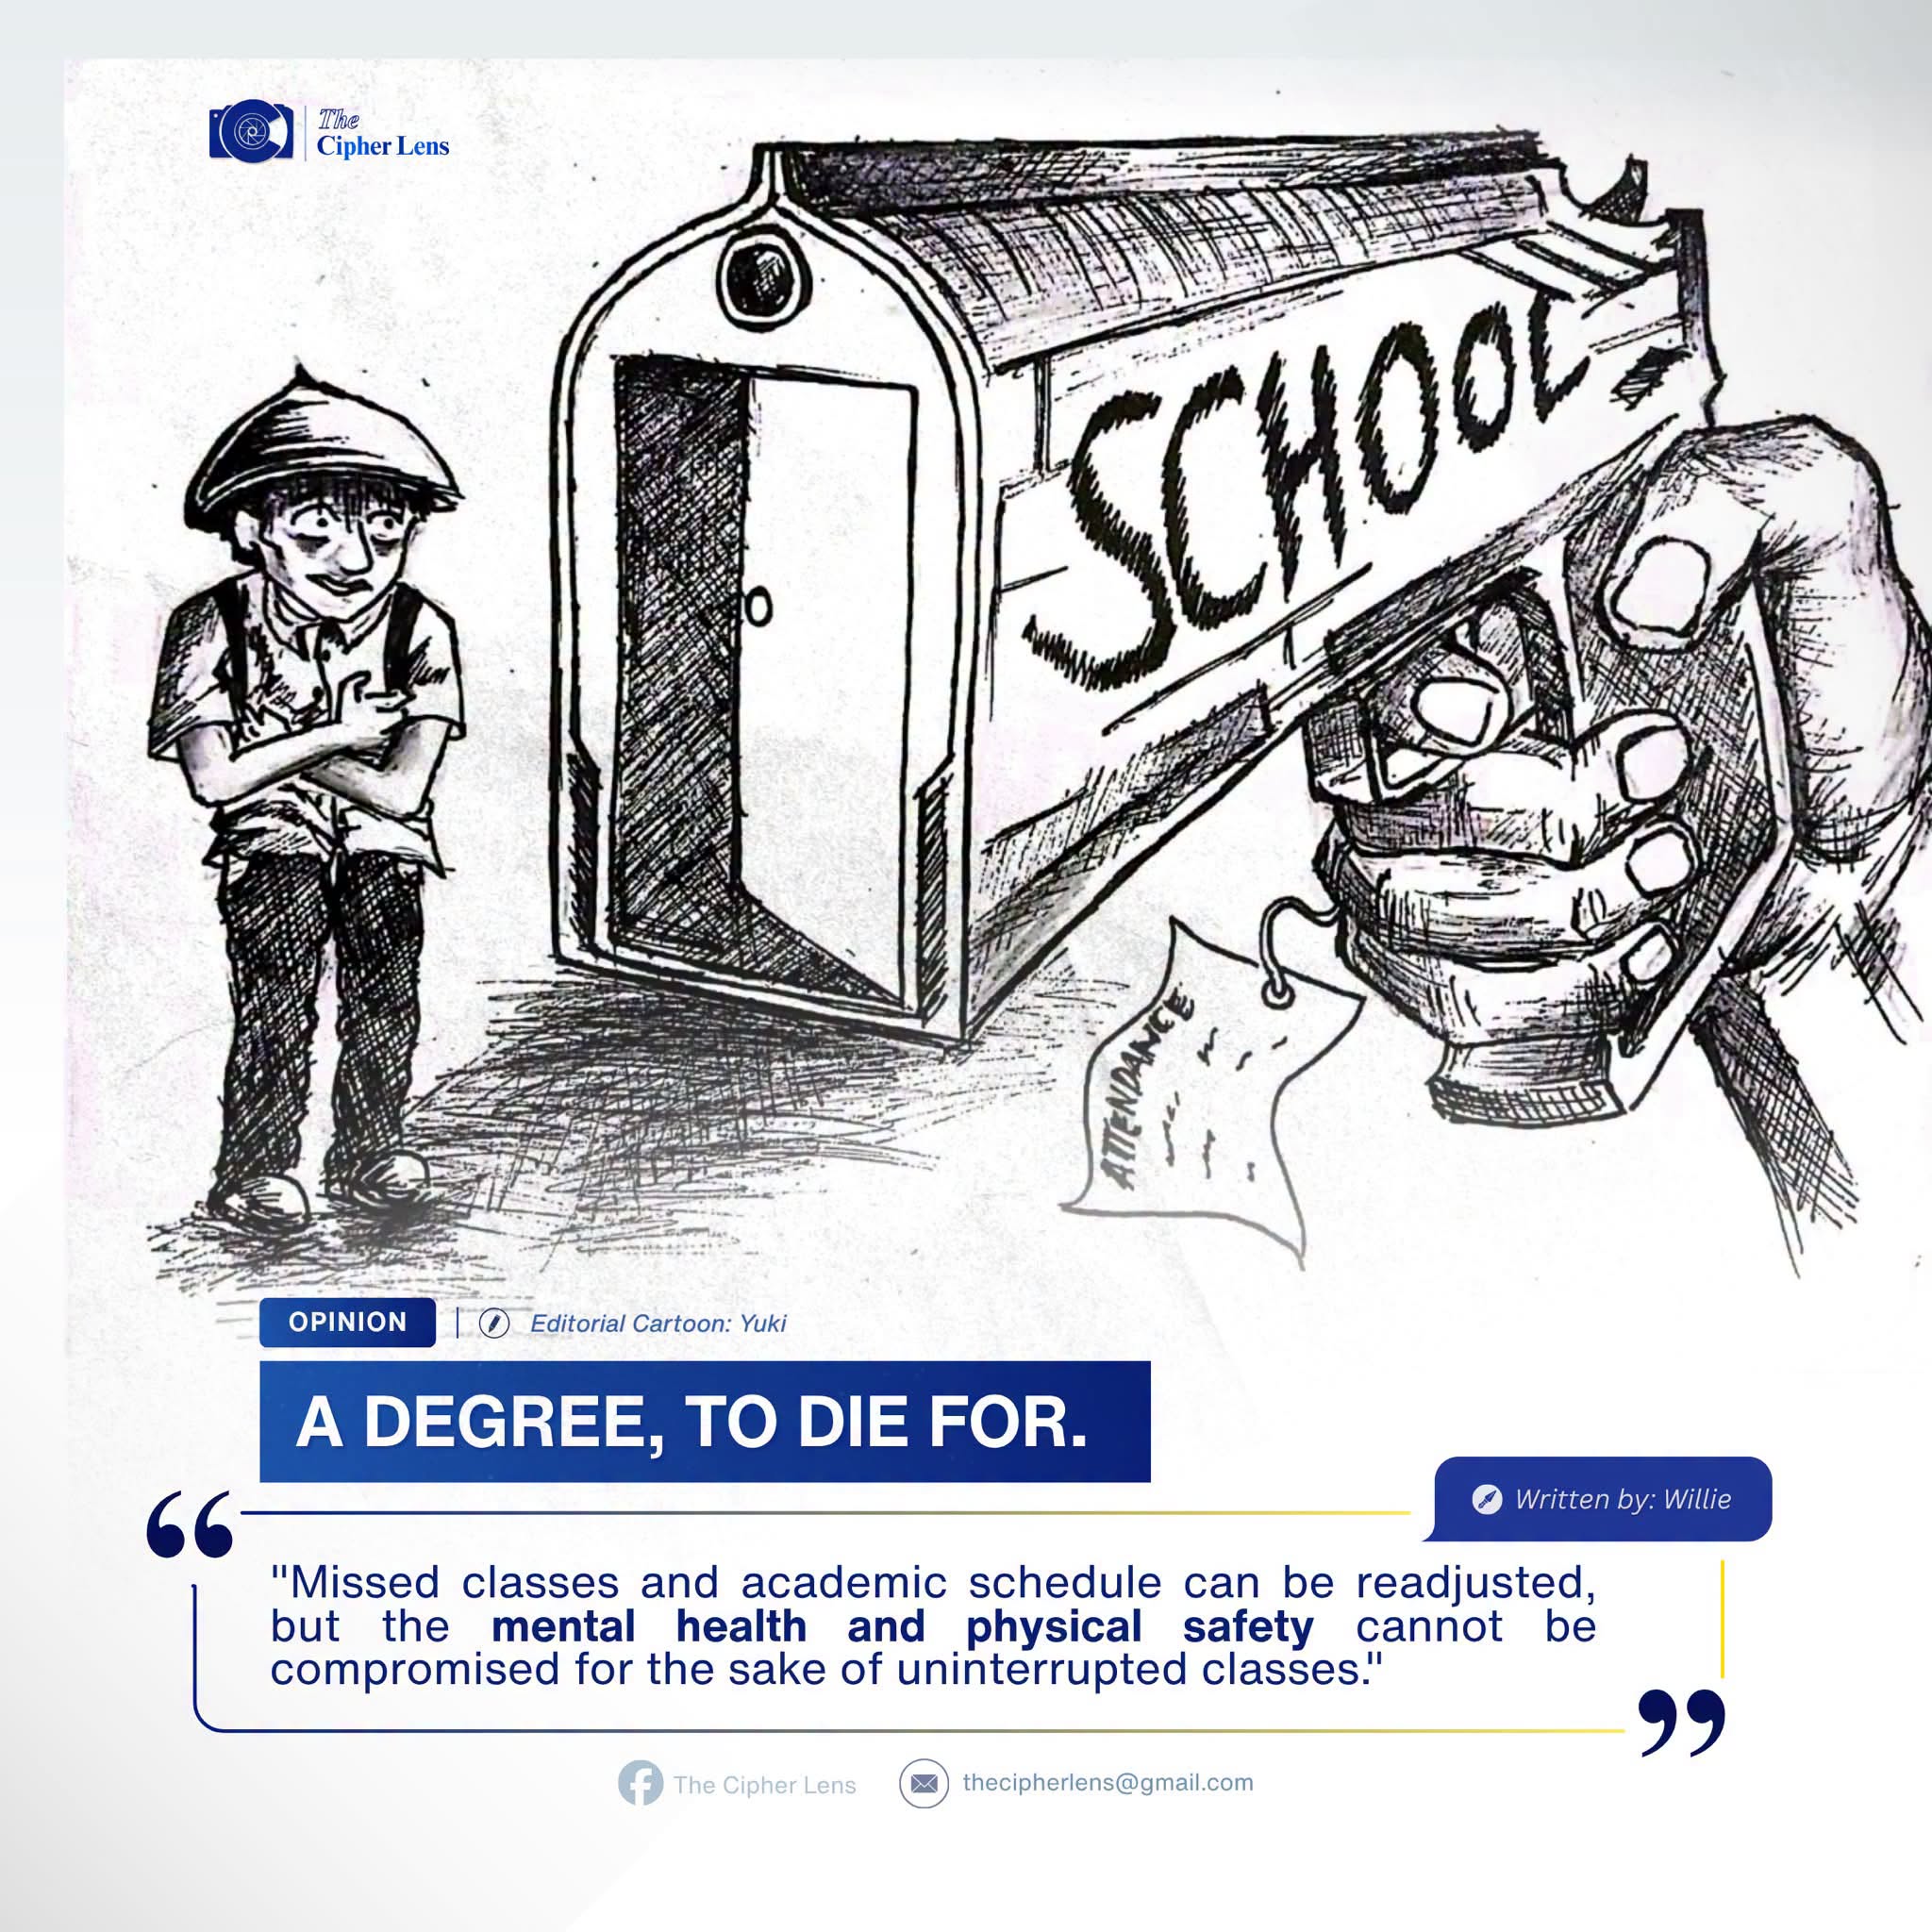 The
Cipher Lens
SCHOOL
ATTENDANCE
OPINION
Editorial Cartoon: Yuki
A DEGREE, TO DIE FOR.
Written by: Willie
"Missed classes and academic schedule can be readjusted,
but the mental health and physical safety cannot be
compromised for the sake of uninterrupted classes."
The Cipher Lens
thecipherlens@gmail.com